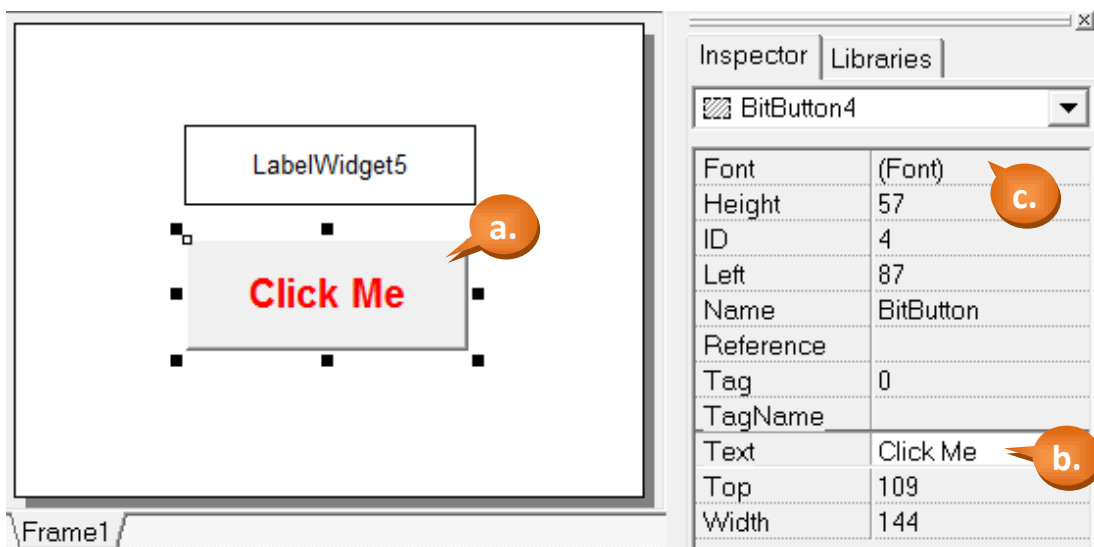 LabelWidget5
a.
Click Me
Frame1
Inspector Libraries
BitButton4
Font (Font)
c.
Height 57
ID 4
Left 87
Name BitButton
Reference
Tag 0
TagName
Text Click Me
b.
Top 109
Width 144